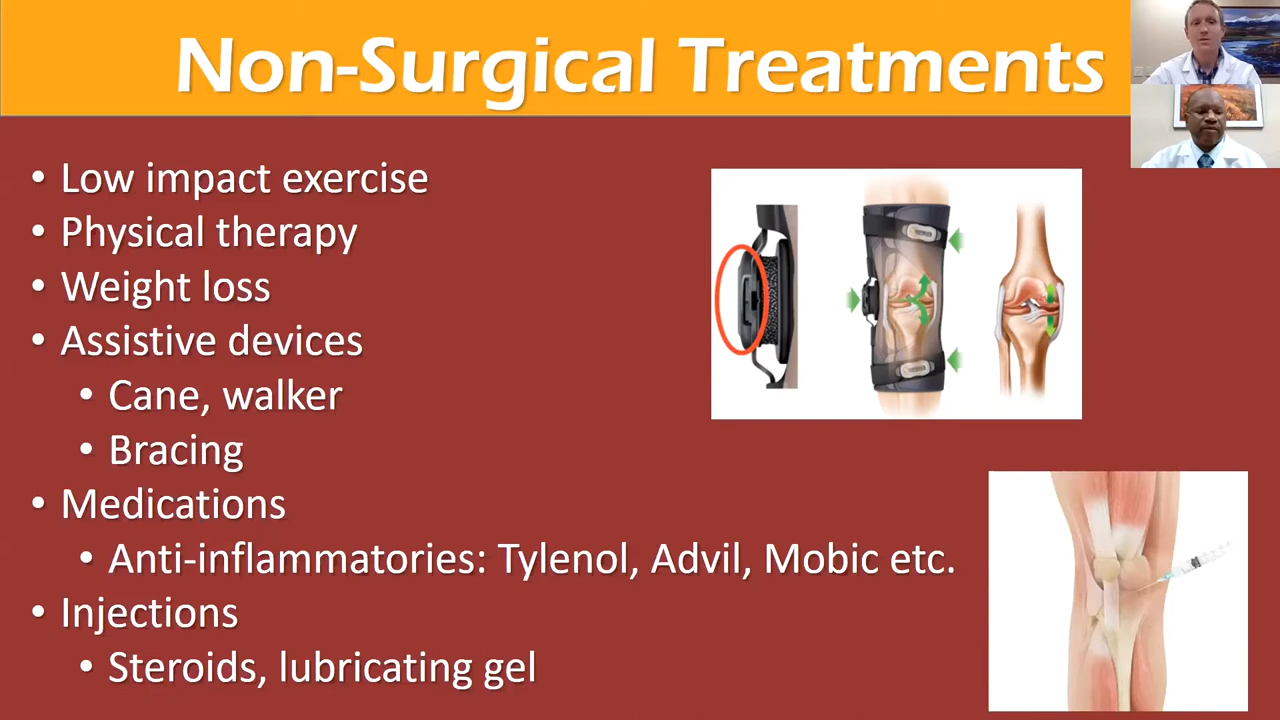 Non-Surgical Treatments
• Low impact exercise
• Physical therapy
• Weight loss
• Assistive devices
• Cane, walker
• Bracing
• Medications
• Anti-inflammatories: Tylenol, Advil, Mobic etc.
• Injections
• Steroids, lubricating gel